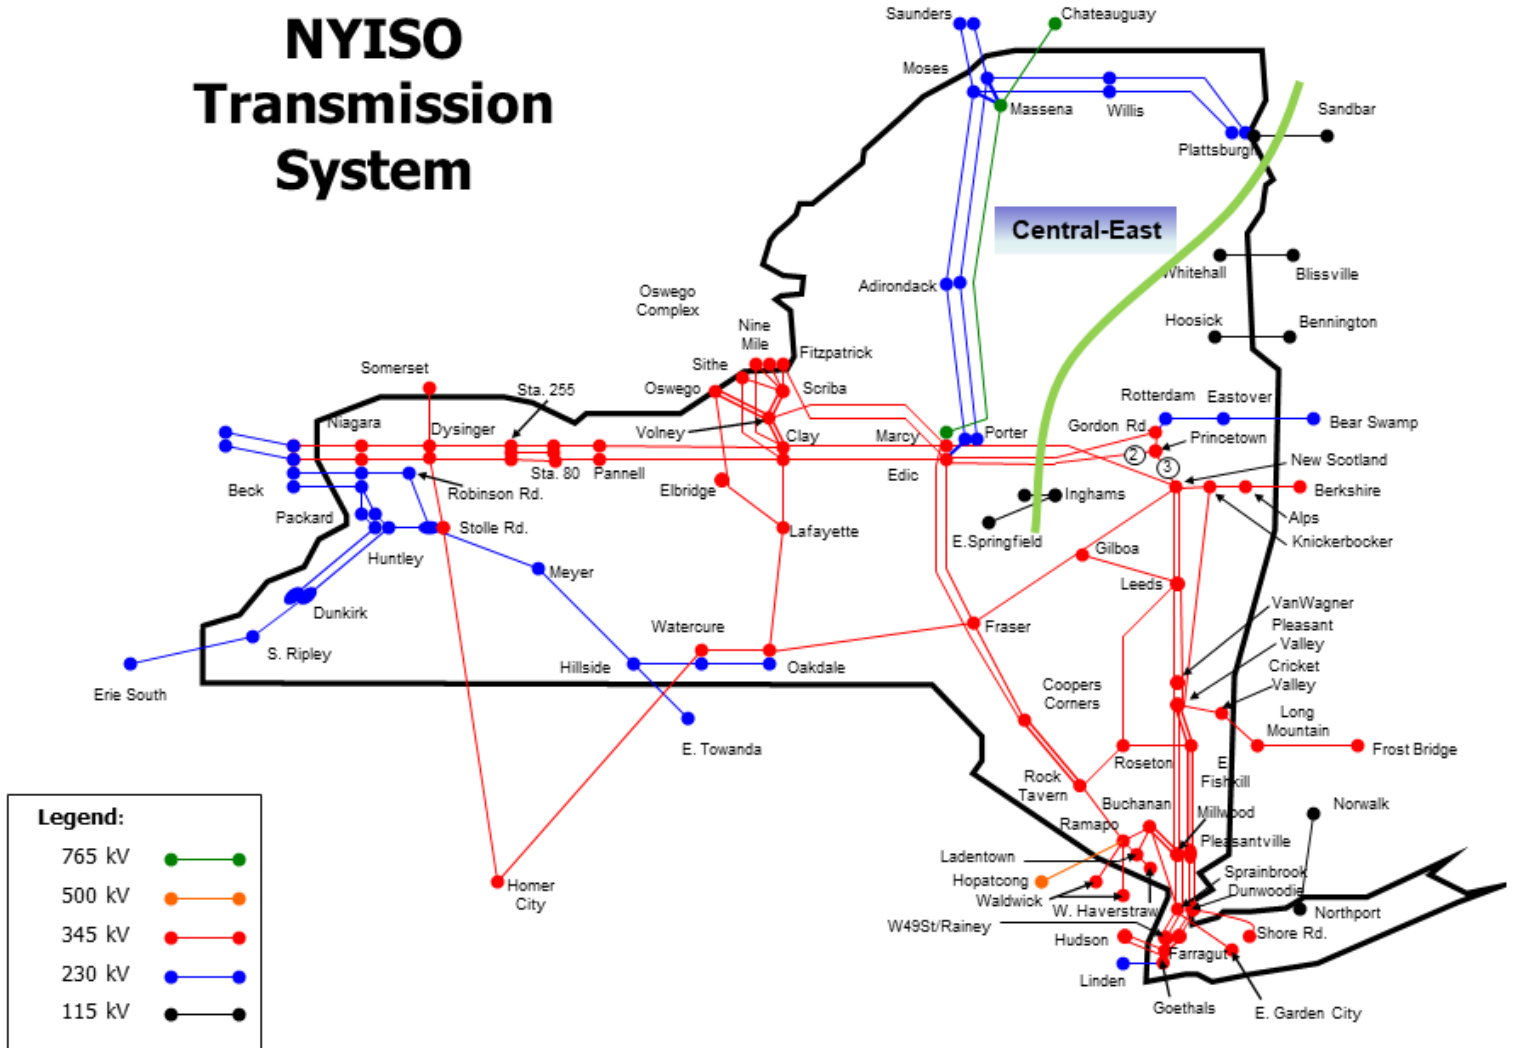 NYISO
Transmission
System
Saunders
Chateauguay
Moses
Massena
Willis
Sandbar
Plattsburgh
Central-East
Whitehall
Blissville
Adirondack
Oswego
Complex
Hoosick
Bennington
Nine
Mile
Fitzpatrick
Sithe
Somerset
Oswego
Scriba
Sta. 255
Rotterdam
Eastover
Bear Swamp
Niagara
Dysinger
Volney
Clay
Marcy
Porter
Gordon Rd.
Princetown
2
3
New Scotland
Sta. 80
Pannell
Edic
Beck
Robinson Rd.
Elbridge
Inghams
Berkshire
Packard
Alps
Stolle Rd.
Lafayette
E.Springfield
Knickerbocker
Huntley
Gilboa
Meyer
Leeds
Dunkirk
VanWagner
Pleasant
Valley
Watercure
Fraser
S. Ripley
Cricket
Valley
Hillside
Oakdale
Erie South
Coopers
Corners
Long
Mountain
E. Towanda
Frost Bridge
Roseton
E.
Fishkill
Rock
Tavern
Buchanan
Millwood
Norwalk
Ramapo
Pleasantville
Ladentown
Sprainbrook
Dunwoodie
Hopatcong
Waldwick
W. Haverstraw
Northport
Homer
City
W49St/Rainey
Hudson
Shore Rd.
Farragut
Linden
Goethals
E. Garden City
Legend:
765 kV
500 kV
345 kV
230 kV
115 kV